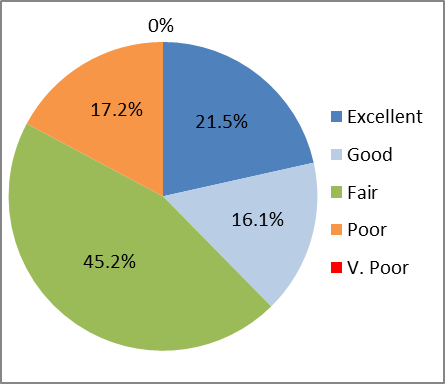 0%
17.2%
21.5%
16.1%
45.2%
Excellent
Good
Fair
Poor
V. Poor